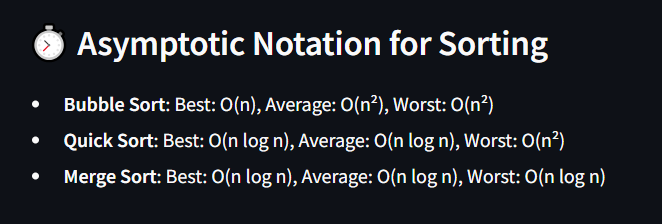 Asymptotic Notation for Sorting
• Bubble Sort: Best: O(n), Average: O(n²), Worst: O(n²)
• Quick Sort: Best: O(n log n), Average: O(n log n), Worst: O(n²)
• Merge Sort: Best: O(n log n), Average: O(n log n), Worst: O(n log n)